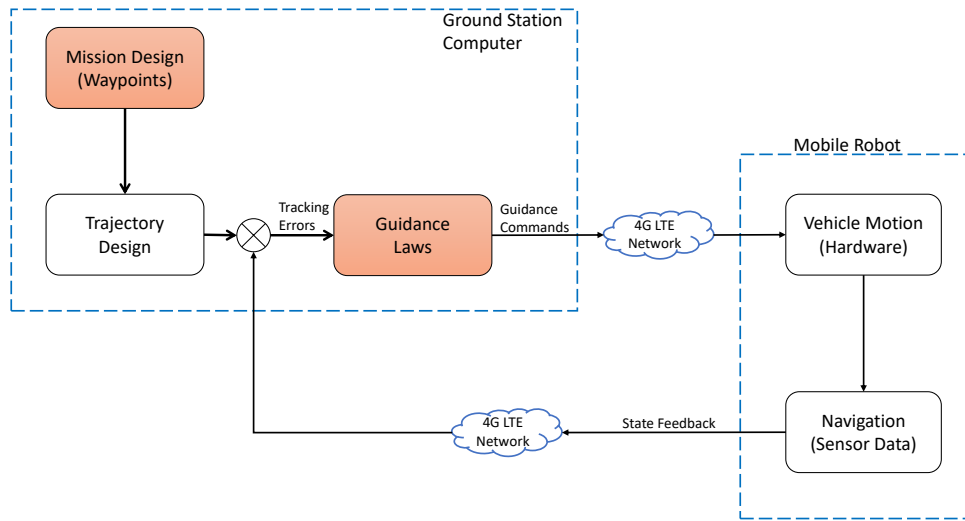 Ground Station
Computer
Mission Design
(Waypoints)
Mobile Robot
Trajectory
Design
Tracking
Errors
Guidance
Laws
Guidance
Commands
4G LTE
Network
Vehicle Motion
(Hardware)
4G LTE
Network
State Feedback
Navigation
(Sensor Data)